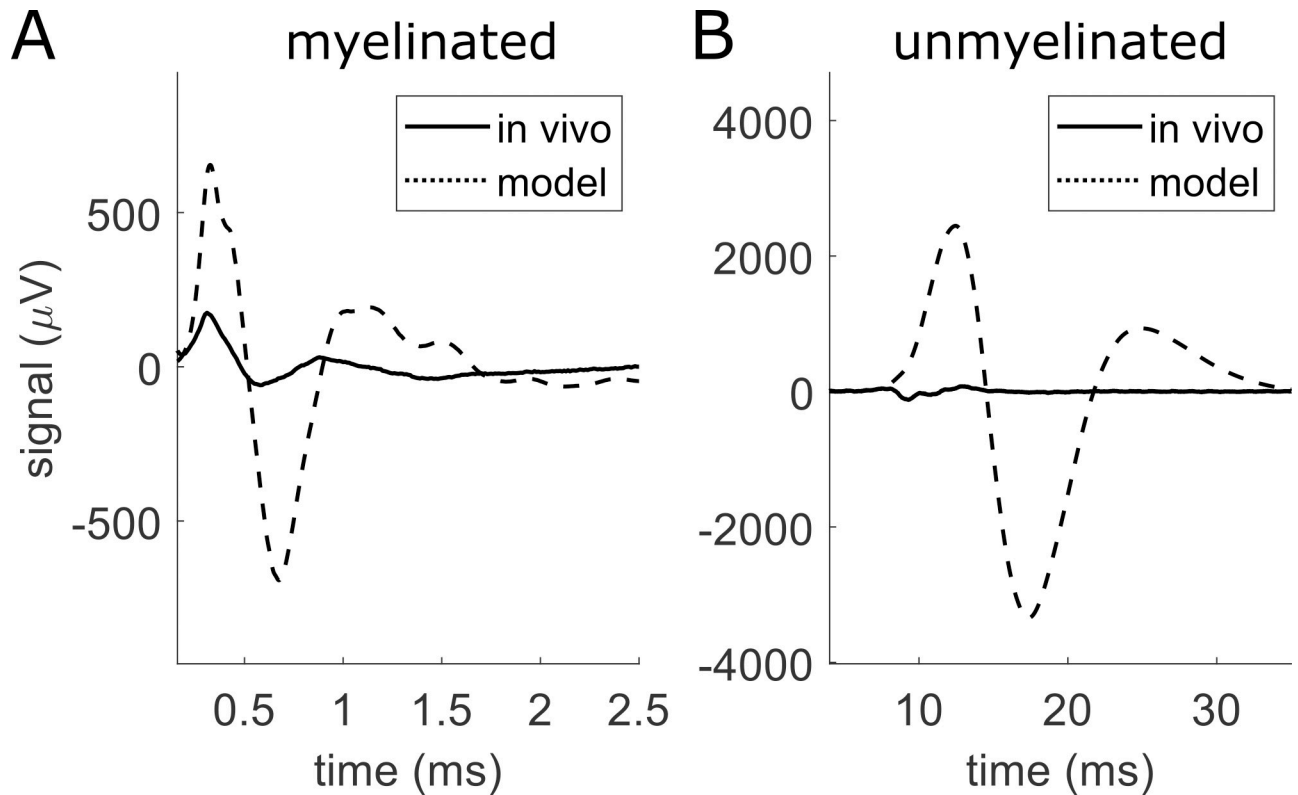 A
myelinated
in vivo
model
500
0
-500
signal (μV)
0.5
1
1.5
2
2.5
time (ms)
B
unmyelinated
in vivo
model
4000
2000
0
-2000
-4000
10
20
30
time (ms)